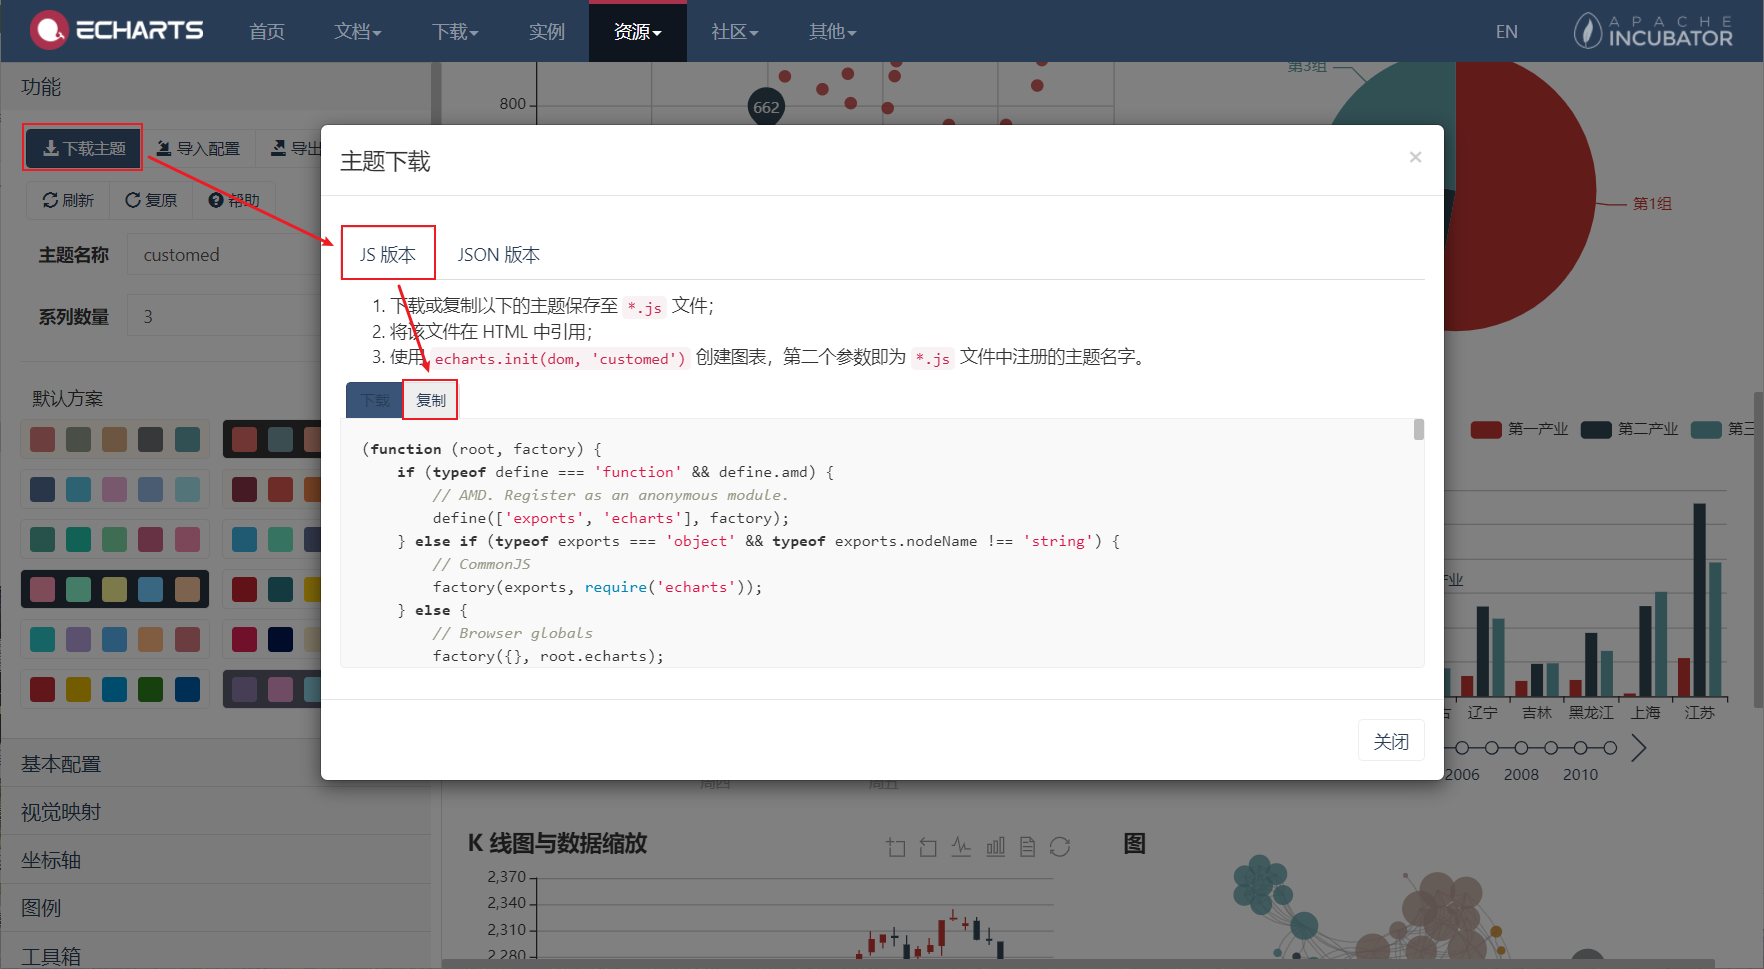 ECHARTS 首页 文档 下载 实例 资源 社区 其他 EN APACHE INCUBATOR
功能
下载主题 导入配置 导出
刷新 复原 帮助
主题名称 customed
系列数量 3
默认方案
基本配置
视觉映射
坐标轴
图例
工具箱
800
662
第3组
第1组
主题下载
×
JS 版本 JSON 版本
1. 下载或复制以下的主题保存至 *.js 文件；
2. 将该文件在 HTML 中引用；
3. 使用 echarts.init(dom, 'customed') 创建图表，第二个参数即为 *.js 文件中注册的主题名字。
下载 复制
(function (root, factory) {
if (typeof define === 'function' && define.amd) {
// AMD. Register as an anonymous module.
define(['exports', 'echarts'], factory);
} else if (typeof exports === 'object' && typeof exports.nodeName !== 'string') {
// CommonJS
factory(exports, require('echarts'));
} else {
// Browser globals
factory({}, root.echarts);
关闭
第一产业 第二产业 第三
产业
辽宁 吉林 黑龙江 上海 江苏
2006 2008 2010
周四 周五
K 线图与数据缩放
2,370
2,340
2,310
2,280
图